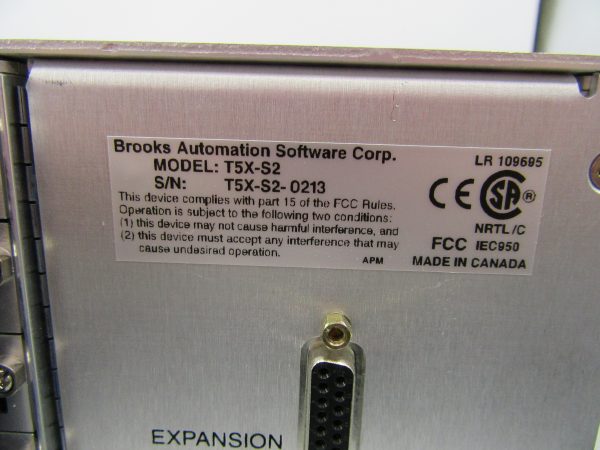 Brooks Automation Software Corp.
MODEL: T5X-S2
S/N: T5X-S2-0213
This device complies with part 15 of the FCC Rules.
Operation is subject to the following two conditions:
(1) this device may not cause harmful interference, and
(2) this device must accept any interference that may
cause undesired operation.
APM
LR 109695
CE SA ®
NRTL/C
FCC IEC950
MADE IN CANADA
EXPANSION